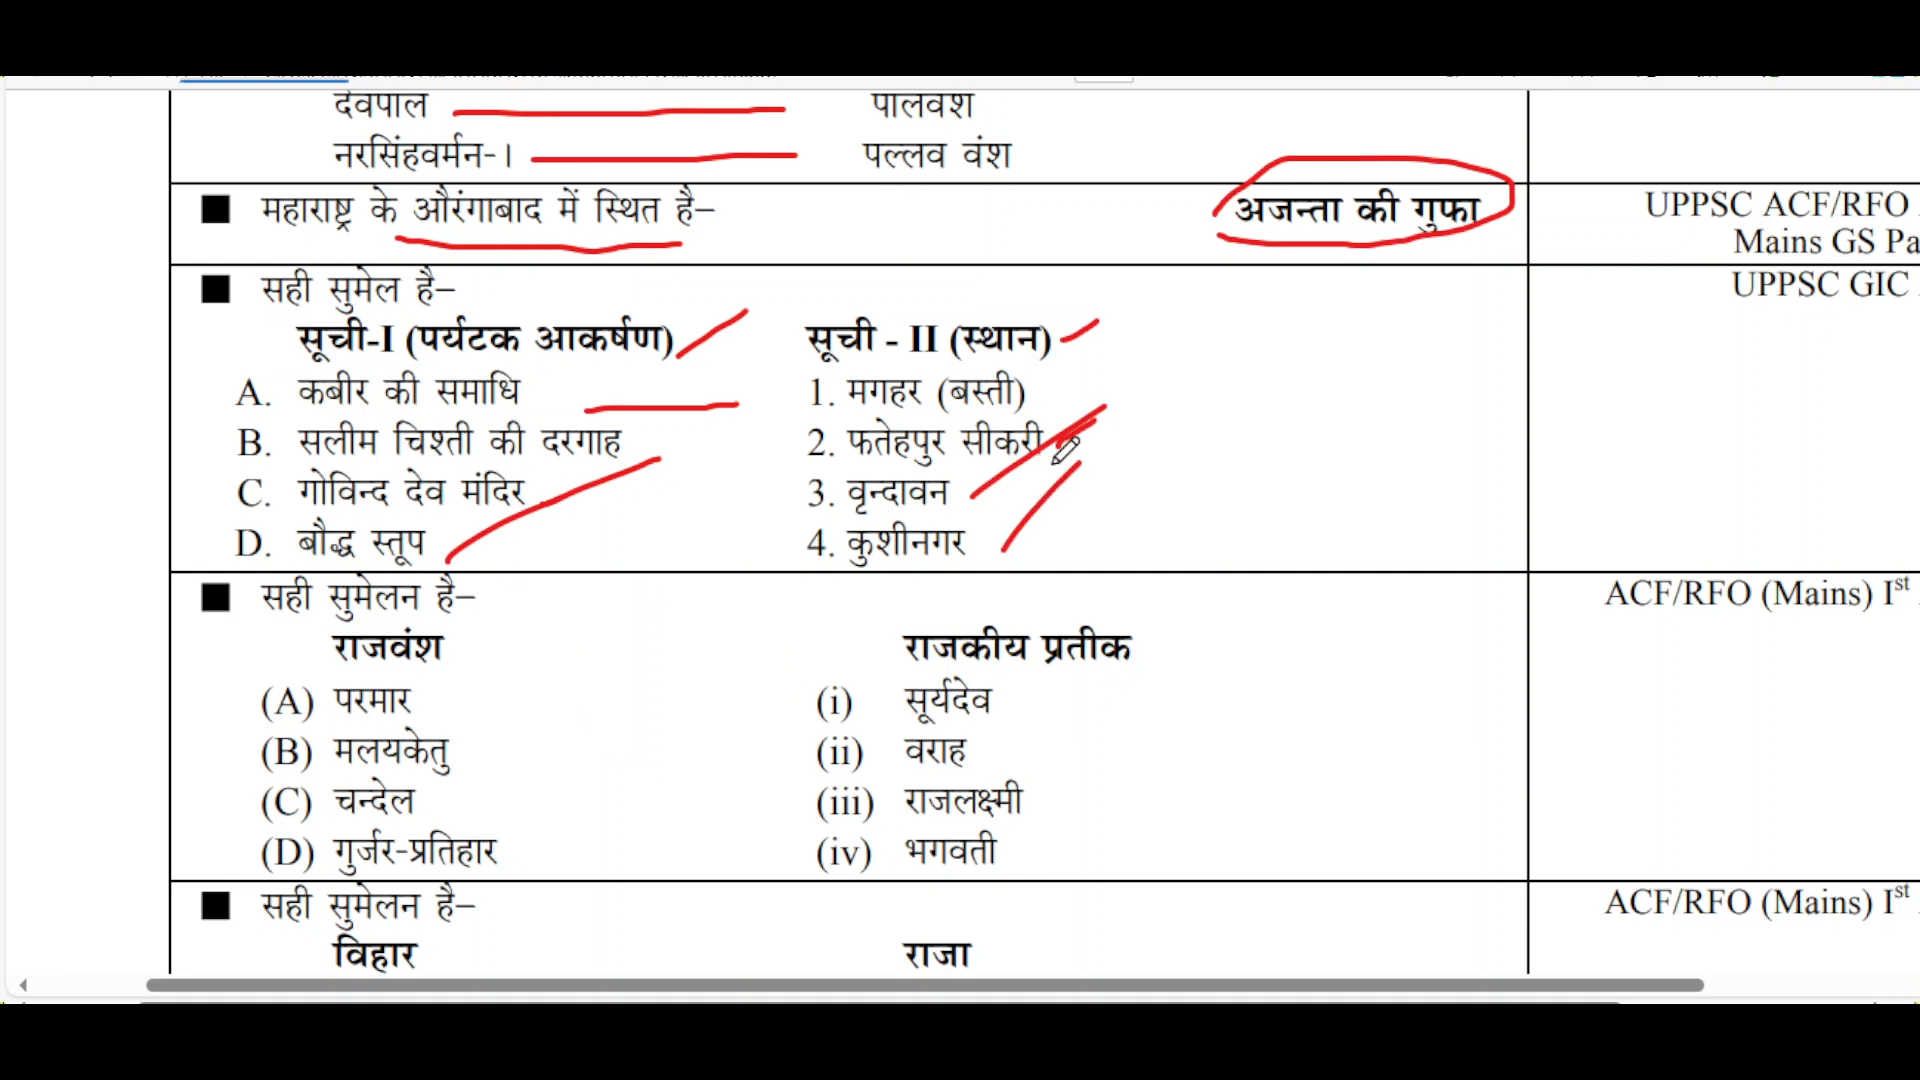 देवपाल पालवंश
नरसिंहवर्मन-। पल्लव वंश
■ महाराष्ट्र के औरंगाबाद में स्थित है– अजन्ता की गुफा UPPSC ACF/RFO
Mains GS Pa
■ सही सुमेल है– UPPSC GIC
सूची-I (पर्यटक आकर्षण) सूची - II (स्थान)
A. कबीर की समाधि 1. मगहर (बस्ती)
B. सलीम चिश्ती की दरगाह 2. फतेहपुर सीकरी
C. गोविन्द देव मंदिर 3. वृन्दावन
D. बौद्ध स्तूप 4. कुशीनगर
■ सही सुमेलन है– ACF/RFO (Mains) Ist
राजवंश राजकीय प्रतीक
(A) परमार (i) सूर्यदेव
(B) मलयकेतु (ii) वराह
(C) चन्देल (iii) राजलक्ष्मी
(D) गुर्जर-प्रतिहार (iv) भगवती
■ सही सुमेलन है– ACF/RFO (Mains) Ist
विहार राजा